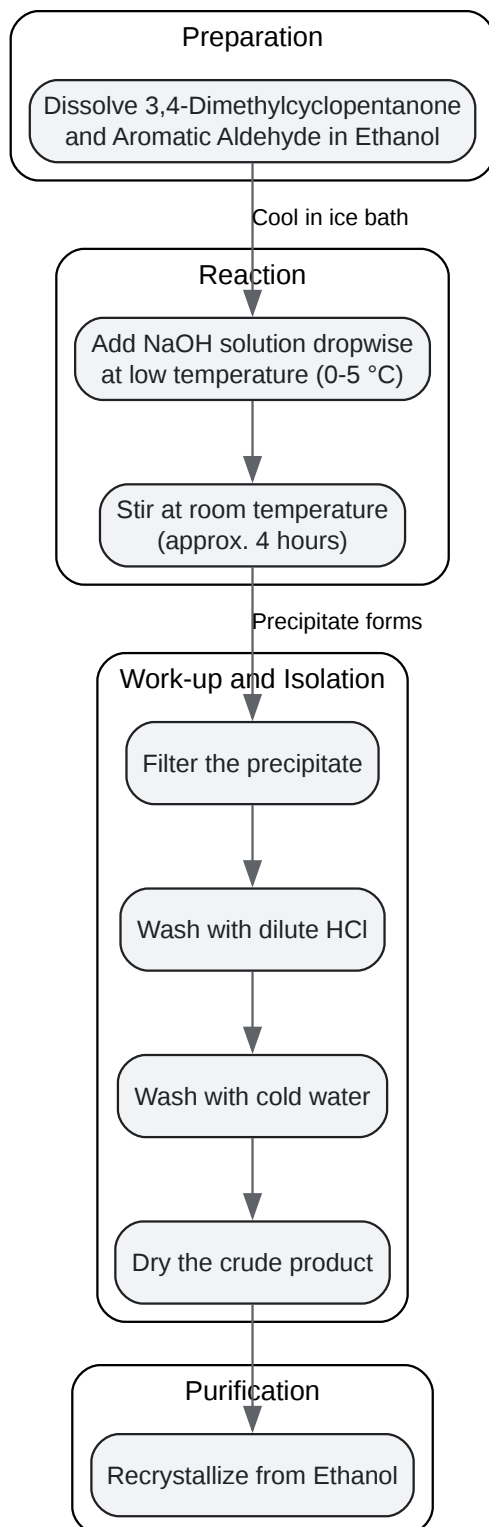 Preparation
Dissolve 3,4-Dimethylcyclopentanone
and Aromatic Aldehyde in Ethanol
Cool in ice bath
Reaction
Add NaOH solution dropwise
at low temperature (0-5 °C)
Stir at room temperature
(approx. 4 hours)
Precipitate forms
Work-up and Isolation
Filter the precipitate
Wash with dilute HCl
Wash with cold water
Dry the crude product
Purification
Recrystallize from Ethanol